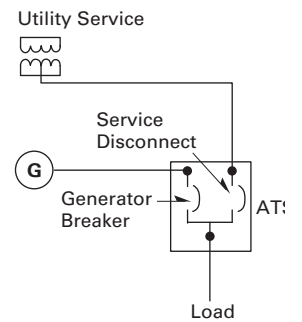 Utility Service
Service
Disconnect
G
Generator
Breaker
ATS
Load